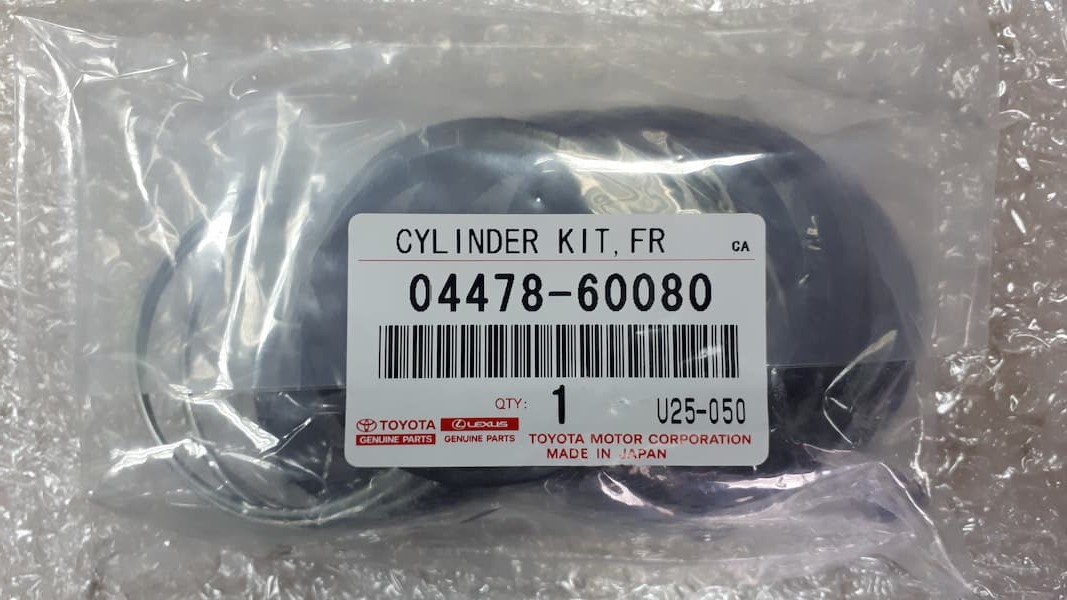 CYLINDER KIT, FR CA
04478-60080
QTY: 1 U25-050
TOYOTA LEXUS
GENUINE PARTS GENUINE PARTS
TOYOTA MOTOR CORPORATION
MADE IN JAPAN